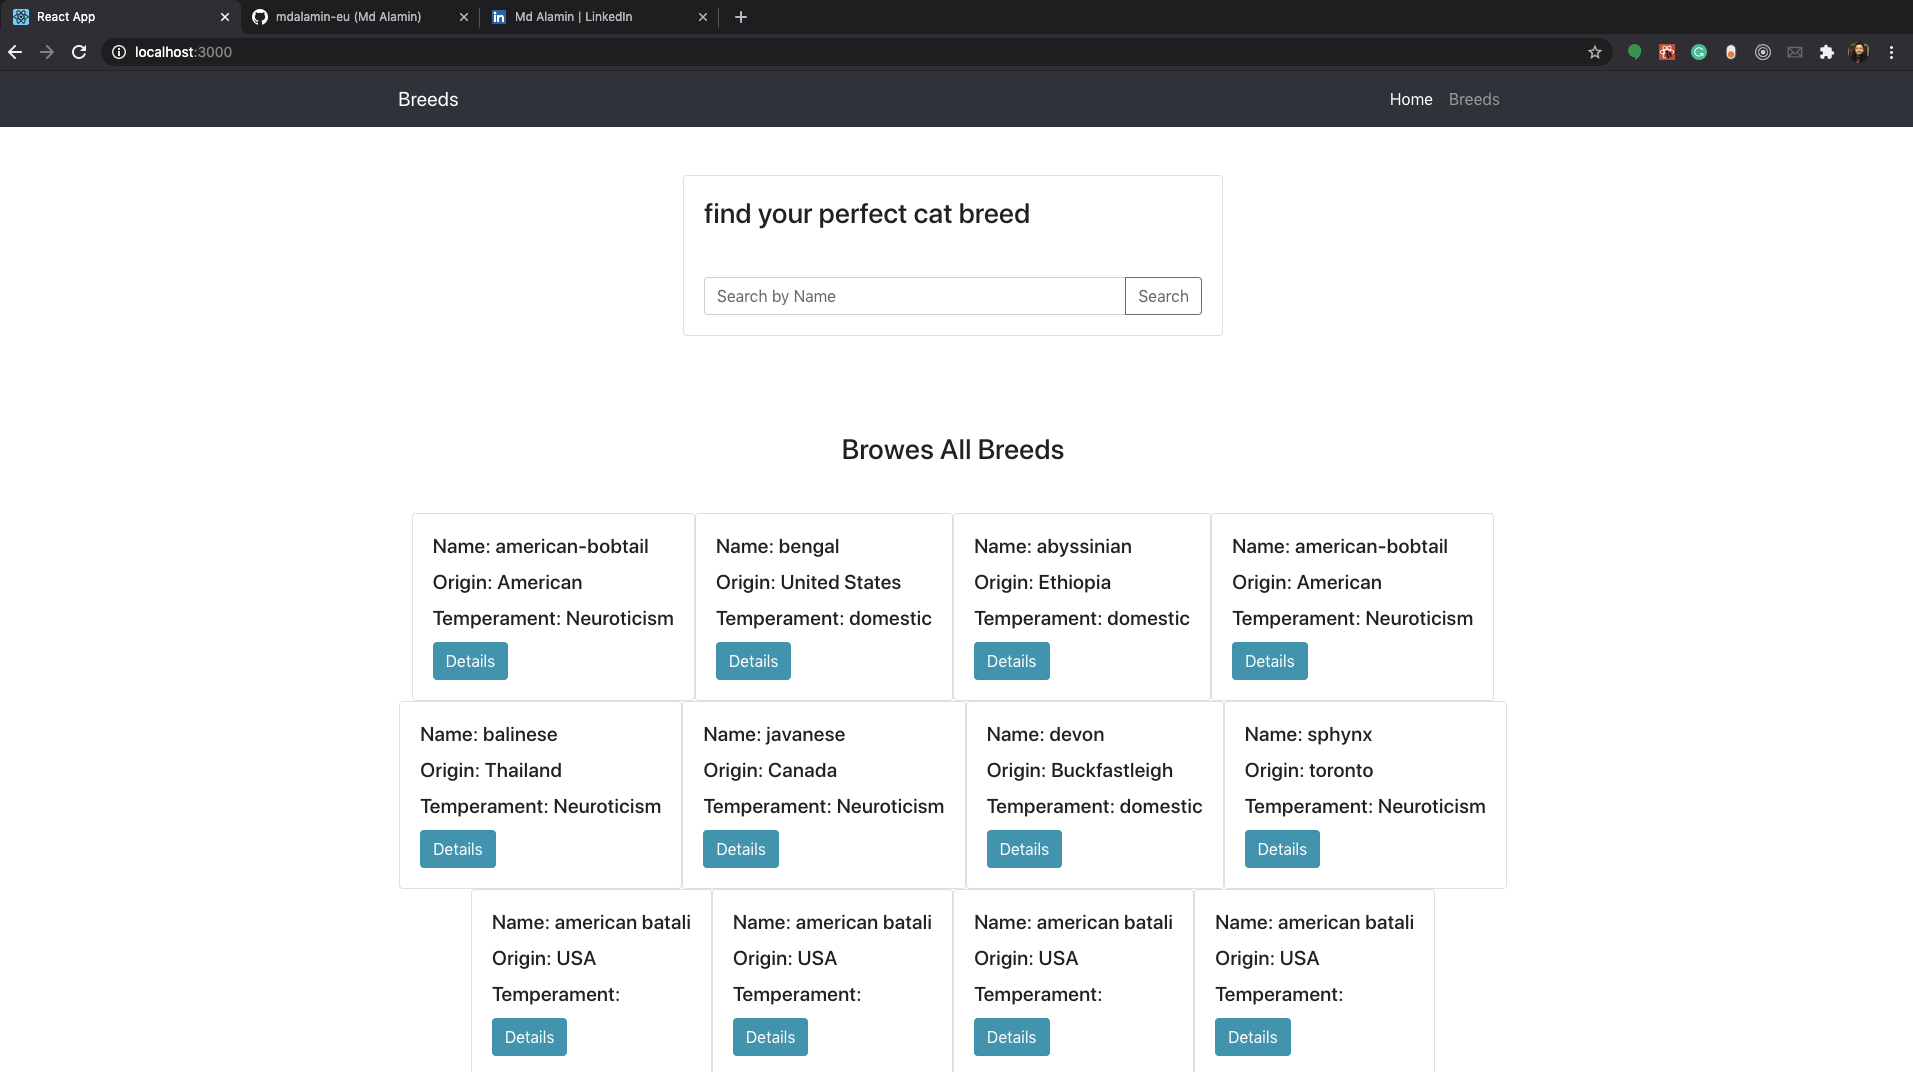 React App
mdalamin-eu (Md Alamin)
Md Alamin | LinkedIn
localhost:3000
Breeds
Home Breeds
find your perfect cat breed
Search by Name Search
Browes All Breeds
Name: american-bobtail
Origin: American
Temperament: Neuroticism
Details
Name: bengal
Origin: United States
Temperament: domestic
Details
Name: abyssinian
Origin: Ethiopia
Temperament: domestic
Details
Name: american-bobtail
Origin: American
Temperament: Neuroticism
Details
Name: balinese
Origin: Thailand
Temperament: Neuroticism
Details
Name: javanese
Origin: Canada
Temperament: Neuroticism
Details
Name: devon
Origin: Buckfastleigh
Temperament: domestic
Details
Name: sphynx
Origin: toronto
Temperament: Neuroticism
Details
Name: american batali
Origin: USA
Temperament:
Details
Name: american batali
Origin: USA
Temperament:
Details
Name: american batali
Origin: USA
Temperament:
Details
Name: american batali
Origin: USA
Temperament:
Details